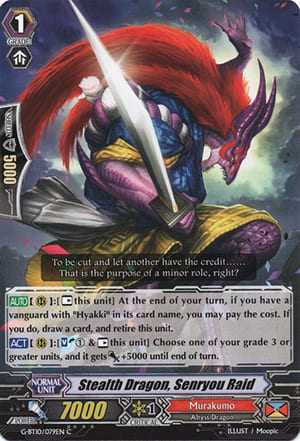 1
GRADE
SHIELD
5000
To be cut and let another have the credit......
That is the purpose of a minor role, right?
AUTO [ ]:[ this unit] At the end of your turn, if you have a
vanguard with "Hyakki" in its card name, you may pay the cost. If
you do, draw a card, and retire this unit.
ACT [ ]:[ 1 & this unit] Choose one of your grade 3 or
greater units, and it gets +5000 until end of turn.
NORMAL
UNIT
Stealth Dragon, Senryou Raid
POWER
7000
1
CRITICAL
Murakumo
Abyss Dragon
G-BT10/079EN C
ILLUST / Moopic